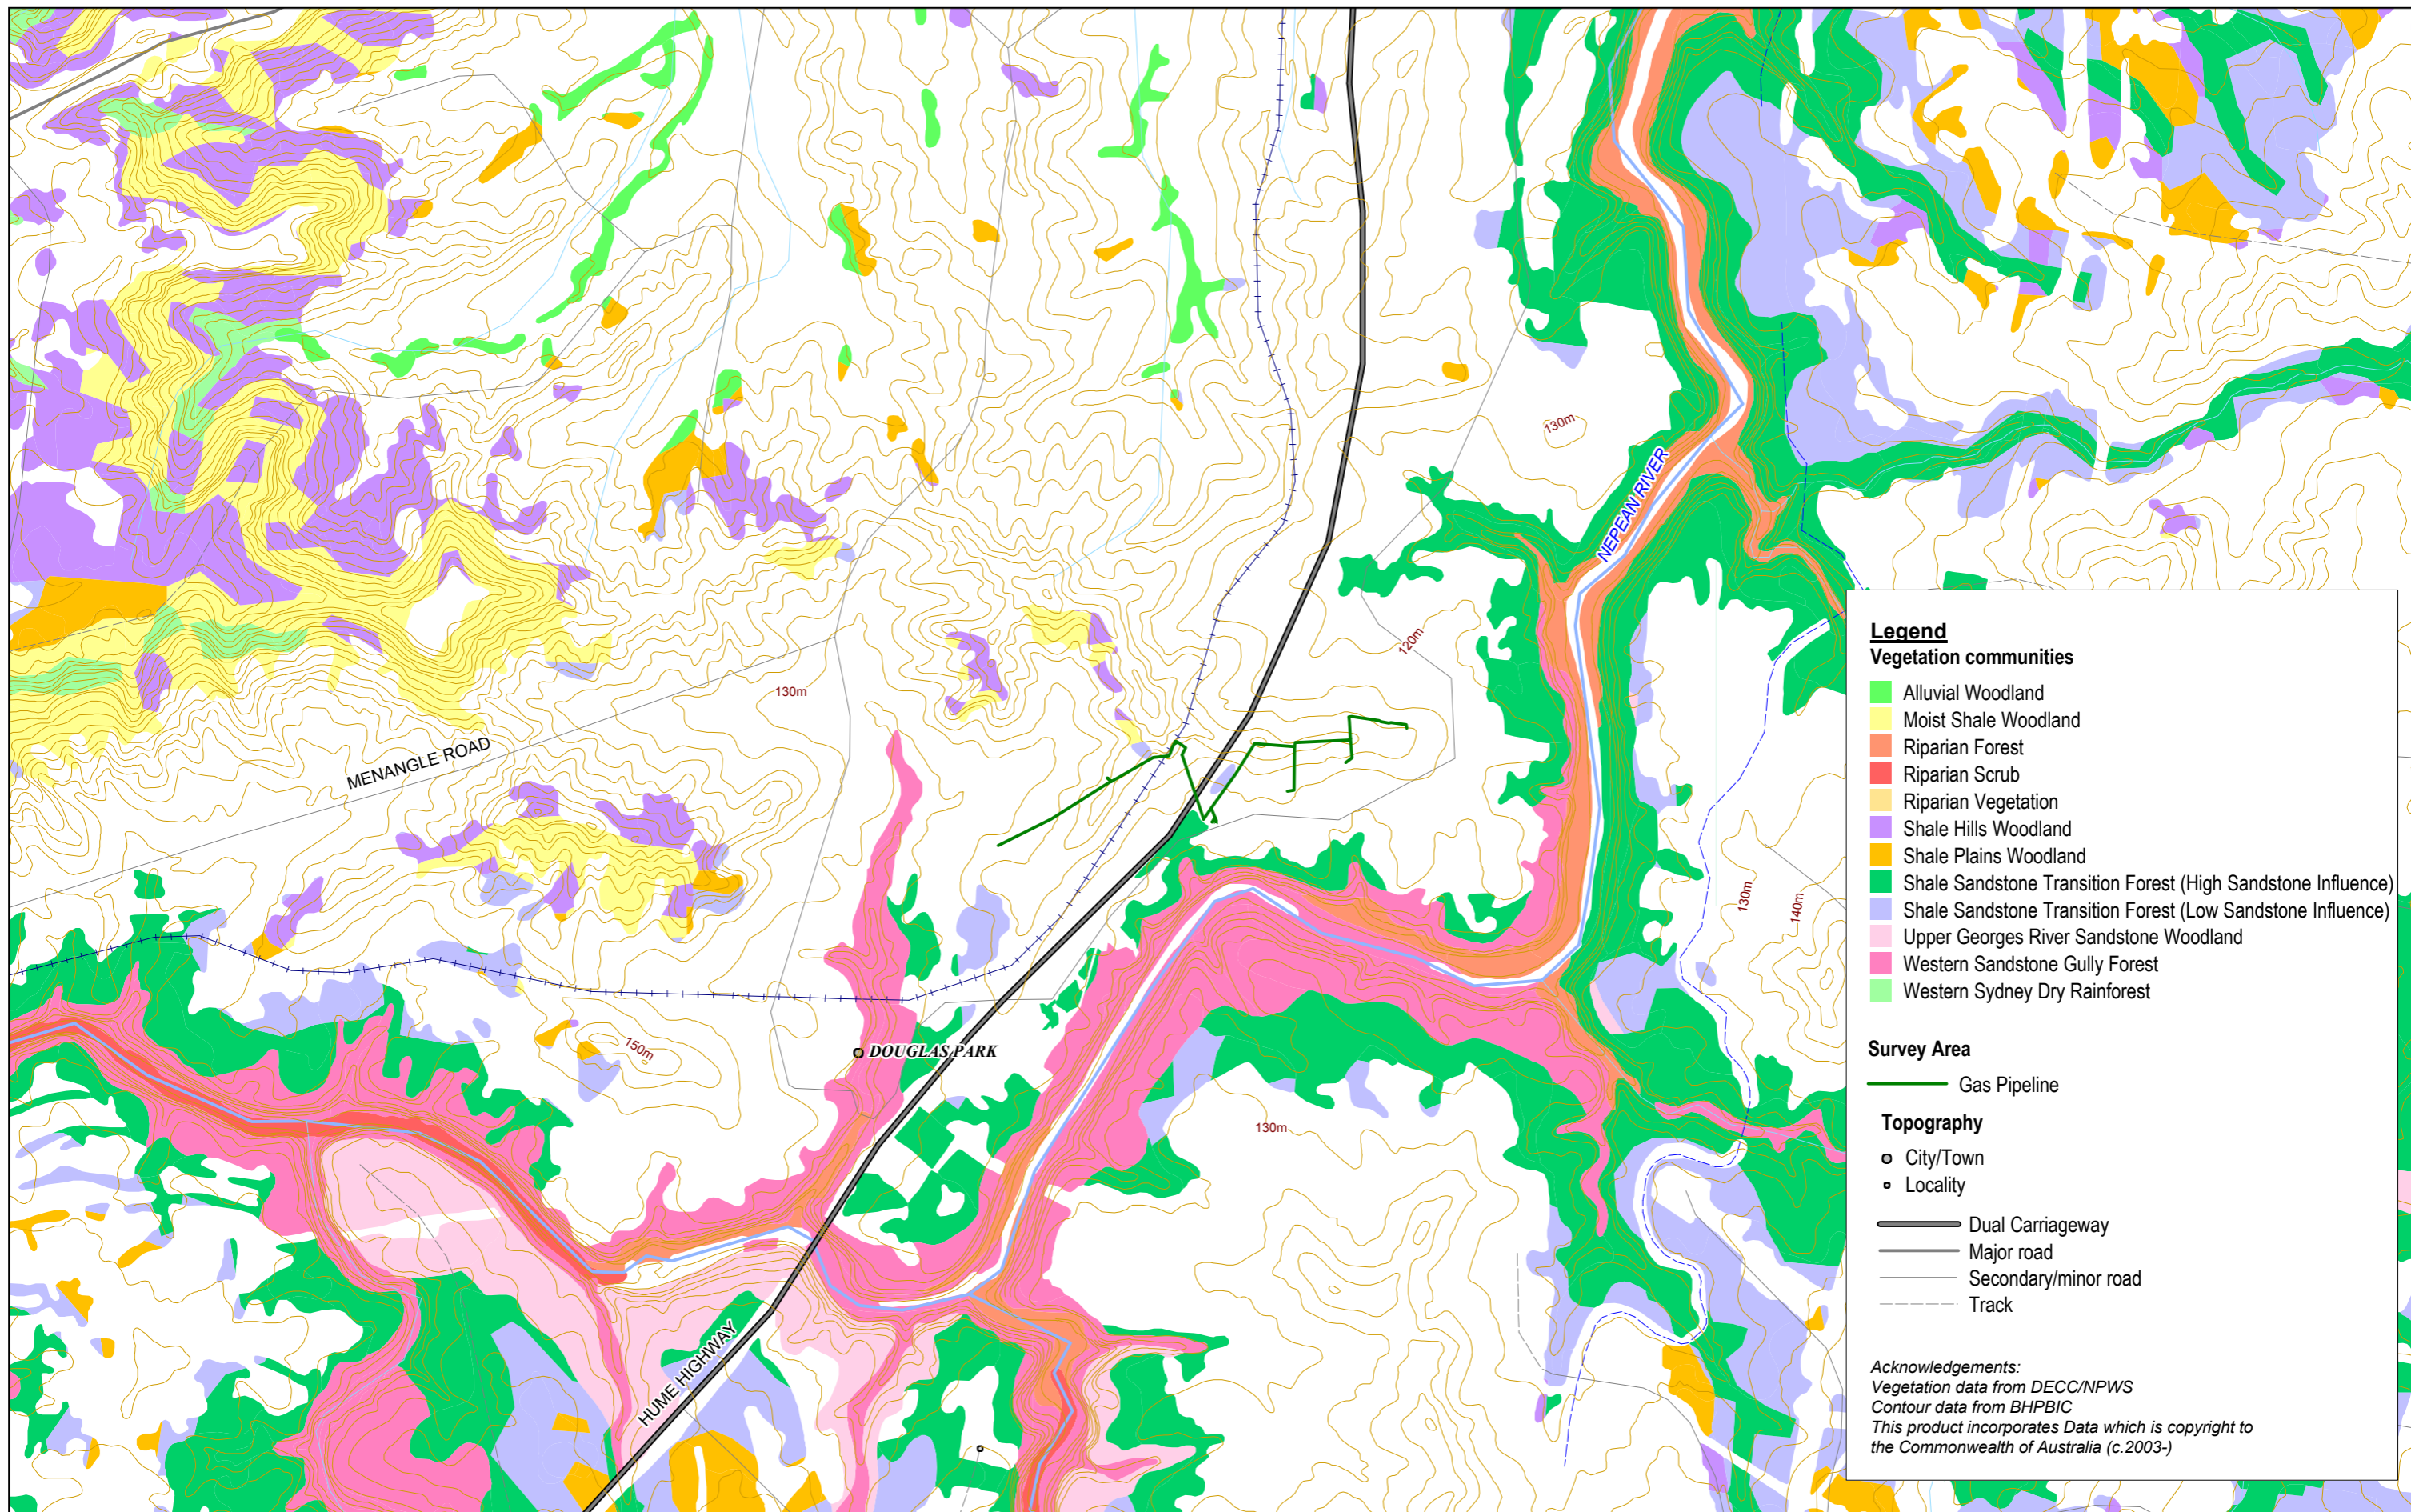 130m
NEPEAN RIVER
120m
130m
MENANGLE ROAD
130m
140m
150m
DOUGLAS PARK
130m
HUME HIGHWAY
Legend
Vegetation communities
Alluvial Woodland
Moist Shale Woodland
Riparian Forest
Riparian Scrub
Riparian Vegetation
Shale Hills Woodland
Shale Plains Woodland
Shale Sandstone Transition Forest (High Sandstone Influence)
Shale Sandstone Transition Forest (Low Sandstone Influence)
Upper Georges River Sandstone Woodland
Western Sandstone Gully Forest
Western Sydney Dry Rainforest
Survey Area
Gas Pipeline
Topography
City/Town
Locality
Dual Carriageway
Major road
Secondary/minor road
Track
Acknowledgements:
Vegetation data from DECC/NPWS
Contour data from BHPBIC
This product incorporates Data which is copyright to
the Commonwealth of Australia (c.2003-)